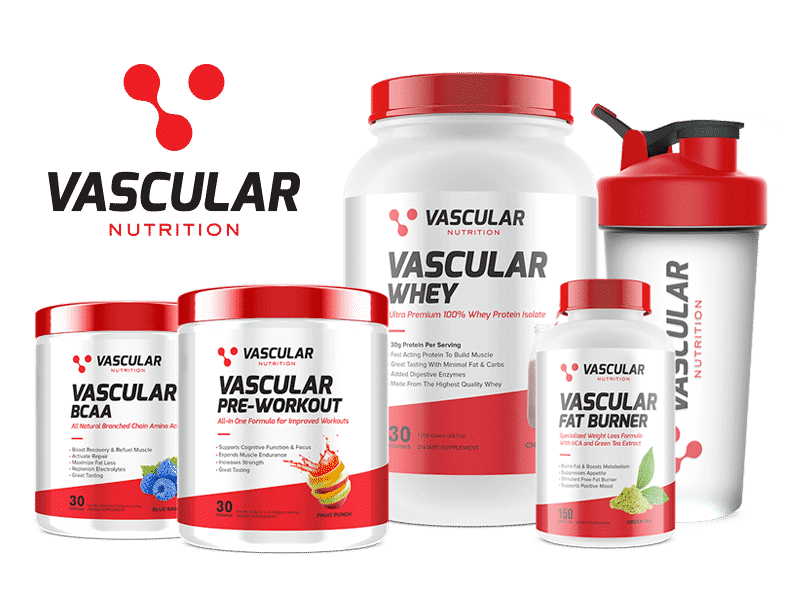 VASCULAR
NUTRITION
VASCULAR
NUTRITION
VASCULAR
BCAA
All Natural Branched Chain Amino
Boost Recovery & Refuel Muscle
Activate Repair
Maximize Fat Loss
Replenish Electrolytes
Great Tasting
30
VASCULAR
NUTRITION
VASCULAR
PRE-WORKOUT
All-in One Formula for Improved Workouts
• Supports Cognitive Function & Focus
• Expands Muscle Endurance
• Increases Strength
• Great Tasting
30
FRUIT PUNCH
VASCULAR
NUTRITION
VASCULAR
WHEY
Ultra Premium 100% Whey Protein Isolate
30g Protein Per Serving
Fast Acting Protein To Build Muscle
Great Tasting With Minimal Fat & Carbs
Added Digestive Enzymes
Made From The Highest Quality Whey
30
DIETARY SUPPLEMENT
VASCULAR
NUTRITION
VASCULAR
FAT BURNER
Specialized Weight Loss Formula
With HCA and Green Tea Extract
• Burns Fat & Boosts Metabolism
• Suppresses Appetite
• Stimulant Free Fat Burner
• Supports Positive Mood
150
VASCULAR
NUTRITION